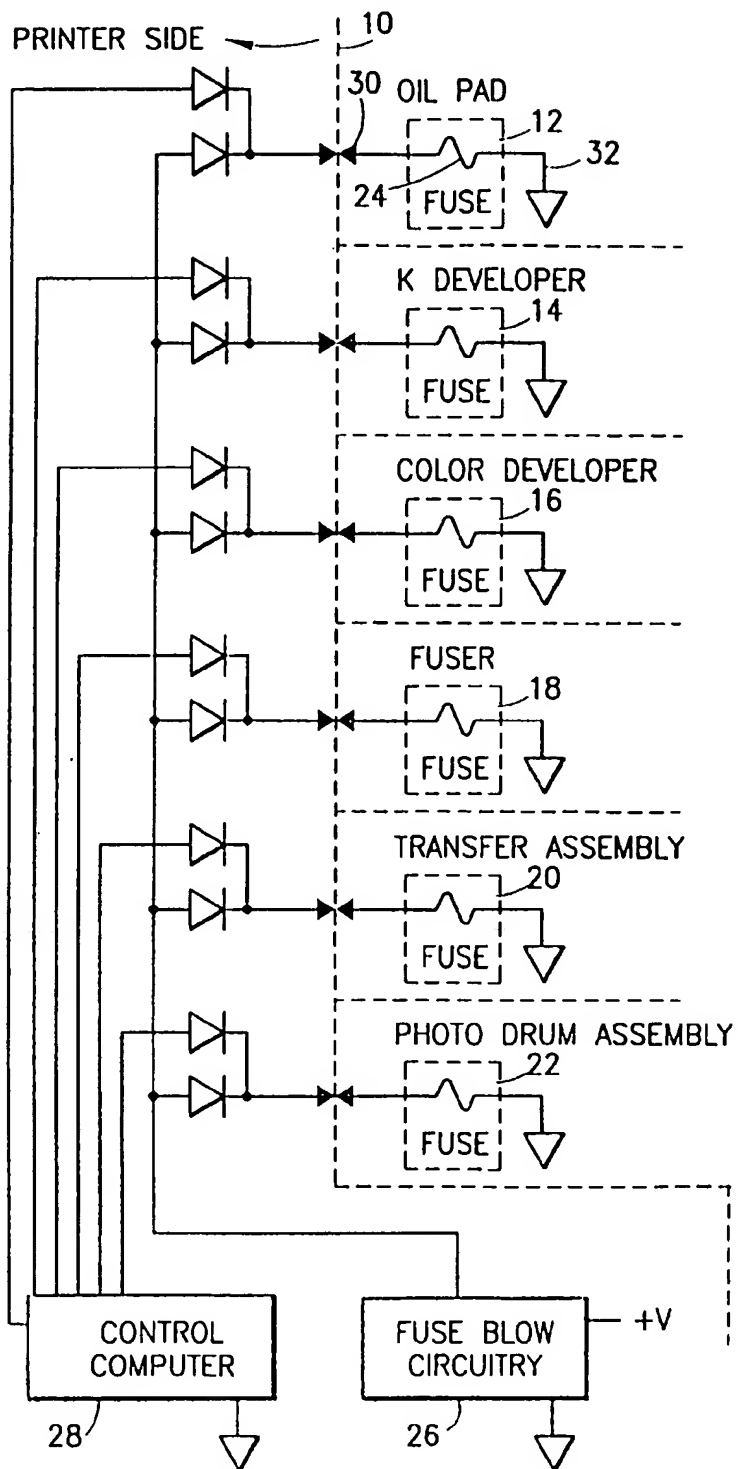 PRINTER SIDE
10
30
OIL PAD
12
24
32
FUSE
K DEVELOPER
14
FUSE
COLOR DEVELOPER
16
FUSE
FUSER
18
FUSE
TRANSFER ASSEMBLY
20
FUSE
PHOTO DRUM ASSEMBLY
22
FUSE
CONTROL
COMPUTER
28
FUSE BLOW
CIRCUITRY
+V
26